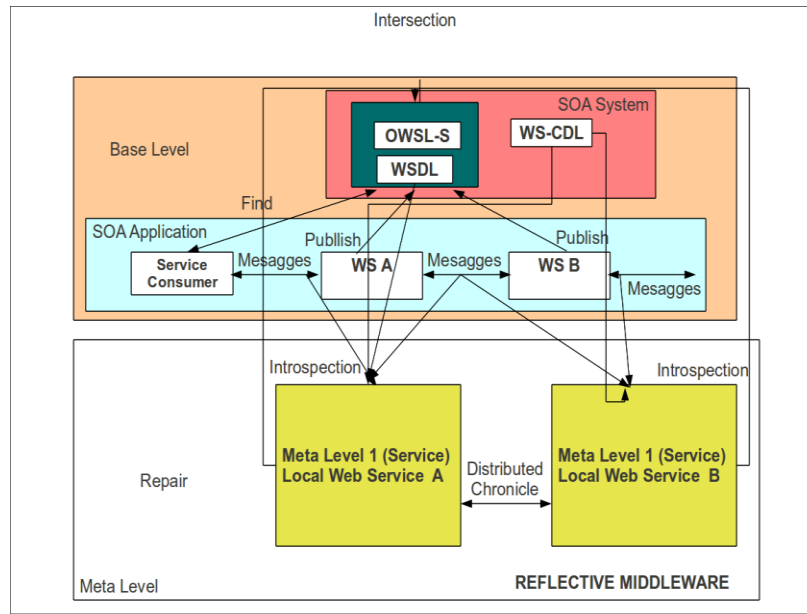 Intersection
SOA System
OWSL-S
WS-CDL
Base Level
WSDL
Find
SOA Application
Publlish
Publish
Service
Consumer
Mesagges
WS A
Mesagges
WS B
Mesagges
Introspection
Introspection
Meta Level 1 (Service)
Local Web Service A
Meta Level 1 (Service)
Local Web Service B
Distributed
Chronicle
Repair
Meta Level
REFLECTIVE MIDDLEWARE